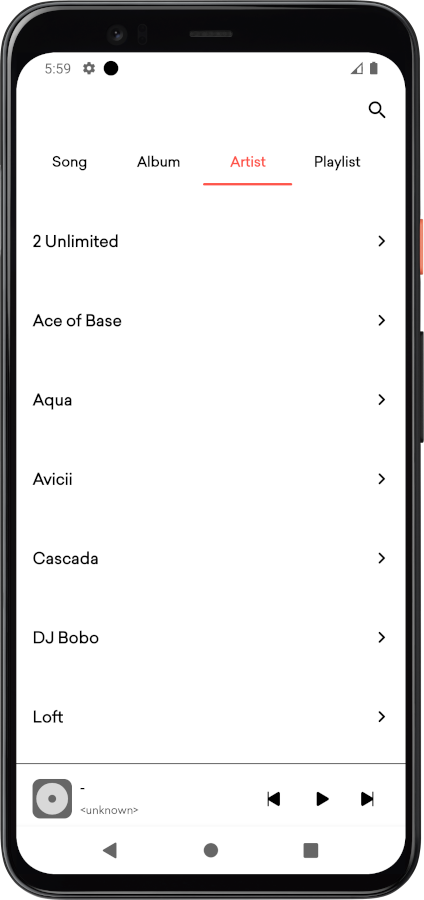 5:59
Song Album Artist Playlist
2 Unlimited
Ace of Base
Aqua
Avicii
Cascada
DJ Bobo
Loft
-
<unknown>